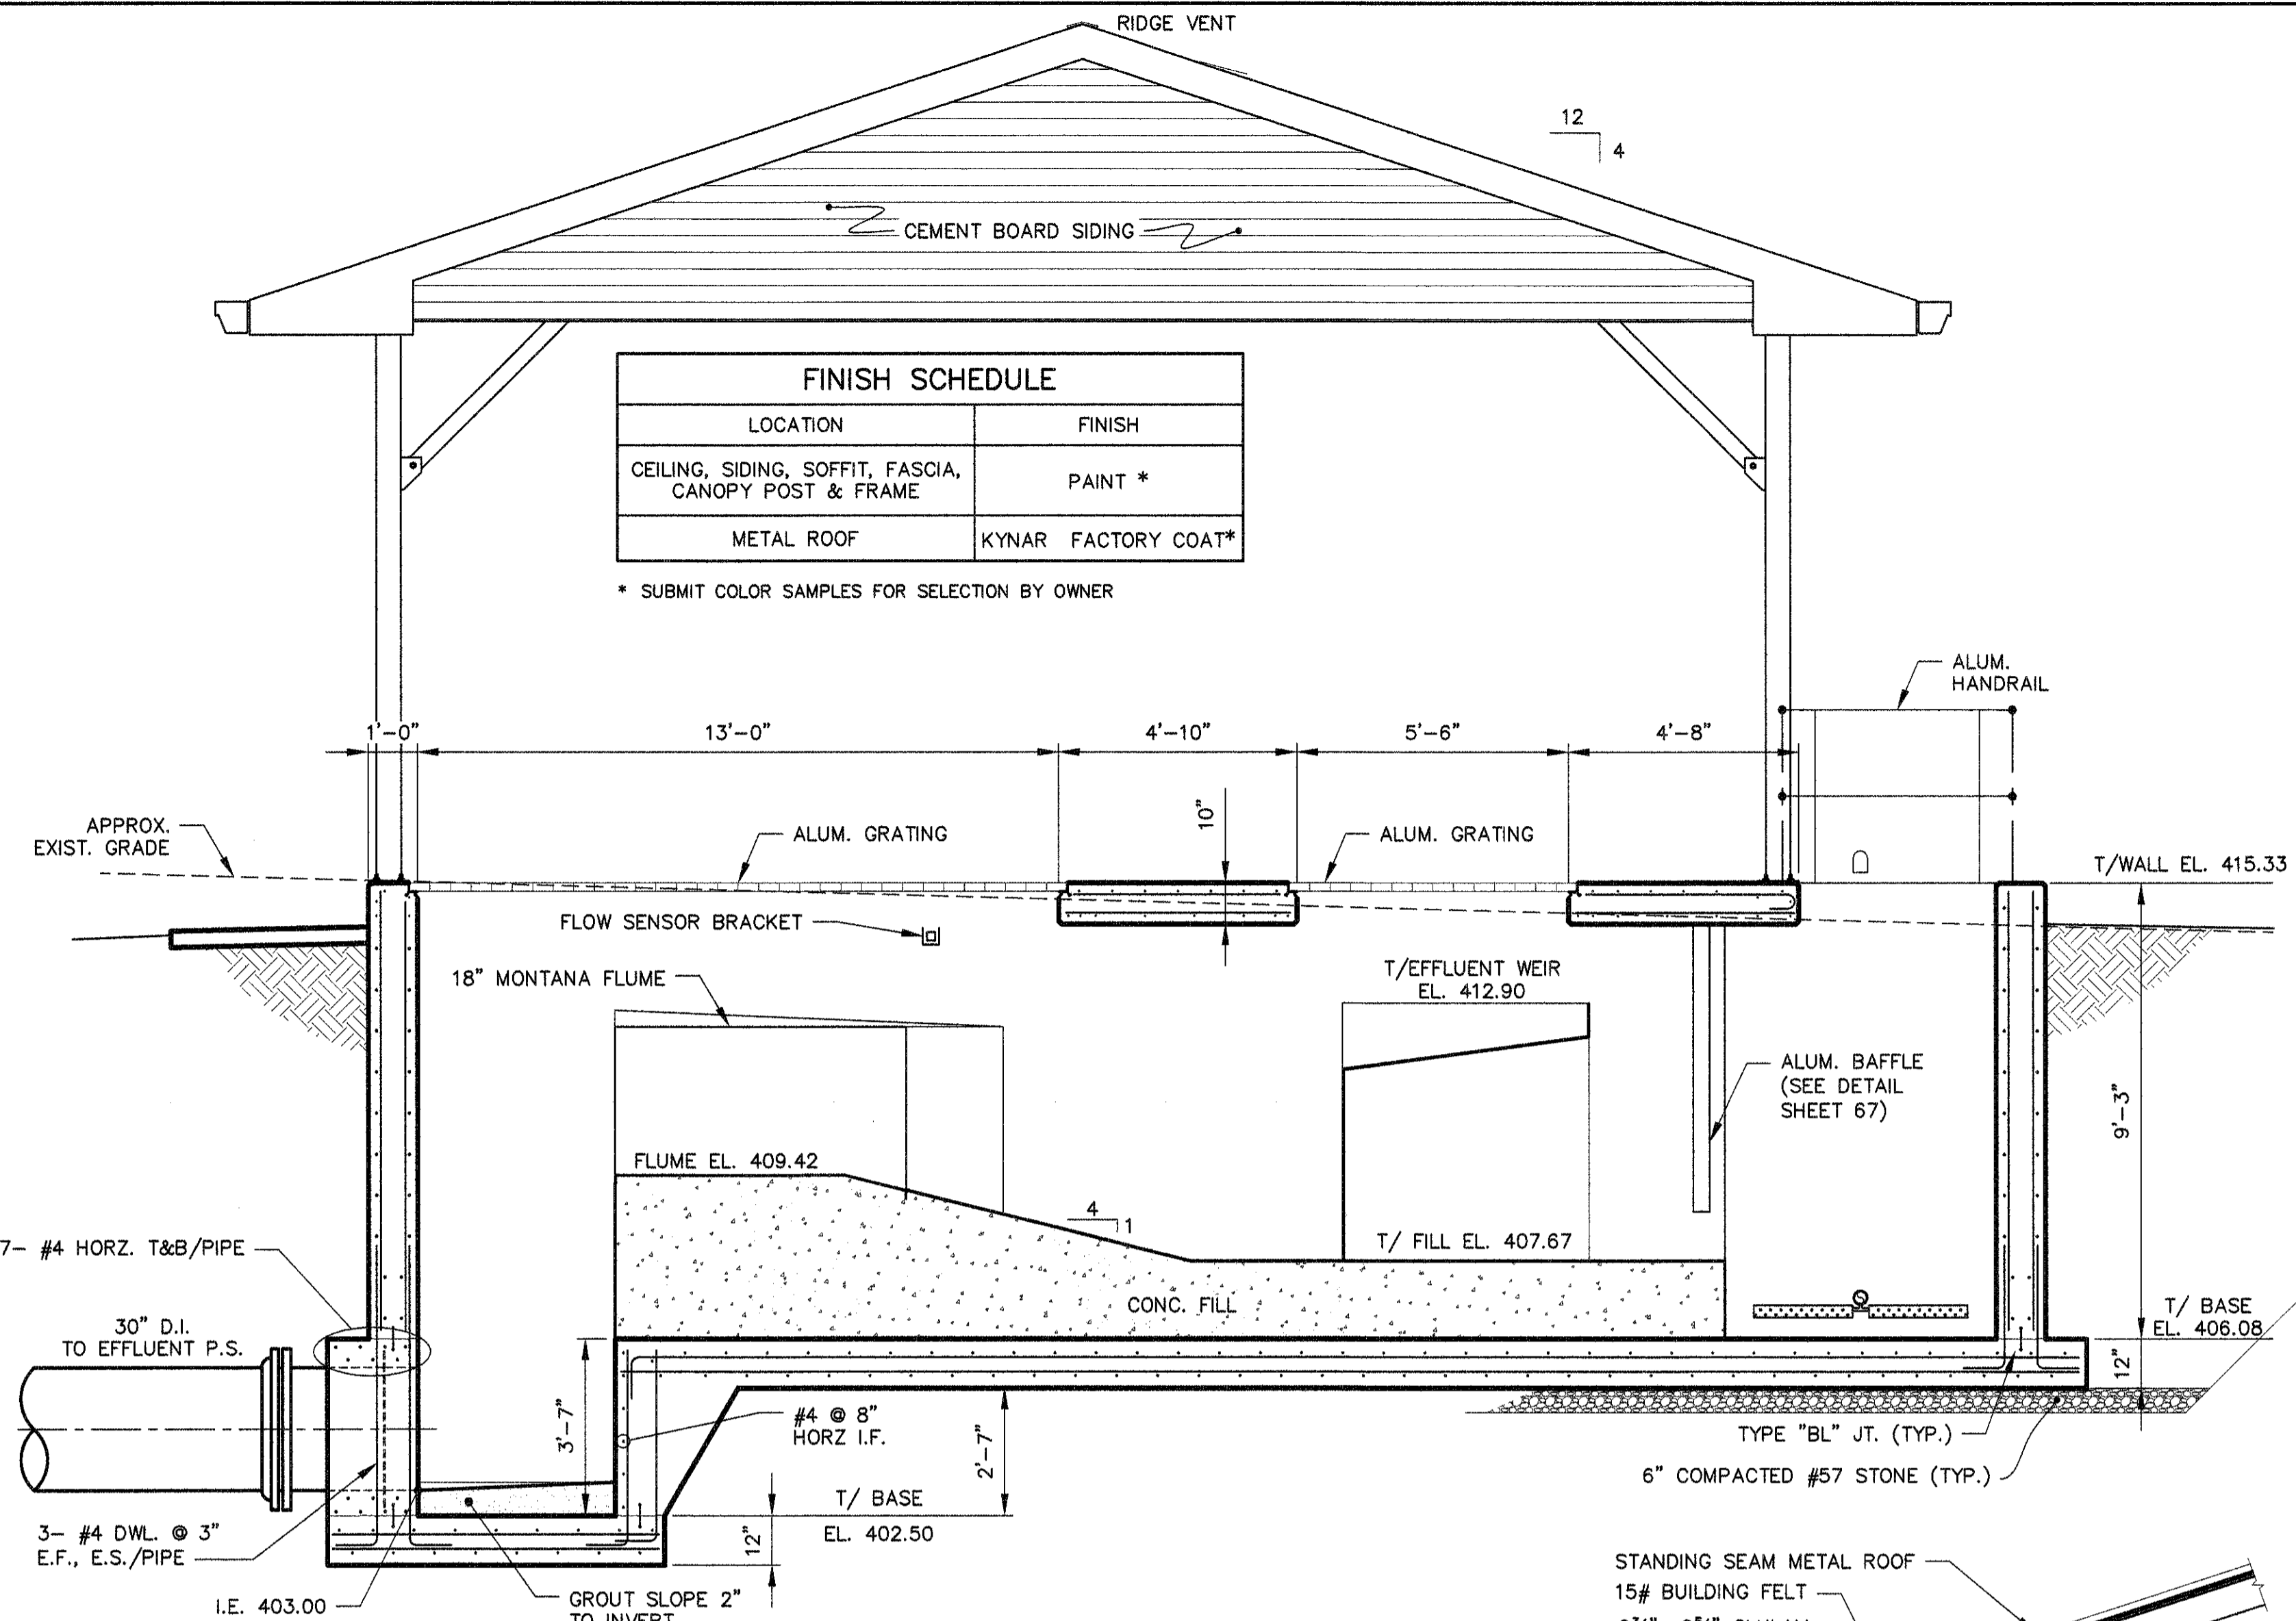 RIDGE VENT
12
4
CEMENT BOARD SIDING
FINISH SCHEDULE
LOCATION
FINISH
CEILING, SIDING, SOFFIT, FASCIA,
CANOPY POST & FRAME
PAINT *
METAL ROOF
KYNAR FACTORY COAT*
* SUBMIT COLOR SAMPLES FOR SELECTION BY OWNER
ALUM.
HANDRAIL
1'-0"
13'-0"
4'-10"
5'-6"
4'-8"
10"
APPROX.
EXIST. GRADE
ALUM. GRATING
ALUM. GRATING
T/WALL EL. 415.33
FLOW SENSOR BRACKET
18" MONTANA FLUME
T/EFFLUENT WEIR
EL. 412.90
ALUM. BAFFLE
(SEE DETAIL
SHEET 67)
9'-3"
FLUME EL. 409.42
4
1
T/ FILL EL. 407.67
7- #4 HORZ. T&B/PIPE
CONC. FILL
30" D.I.
TO EFFLUENT P.S.
T/ BASE
EL. 406.08
12"
3'-7"
#4 @ 8"
HORZ I.F.
2'-7"
TYPE "BL" JT. (TYP.)
6" COMPACTED #57 STONE (TYP.)
T/ BASE
EL. 402.50
12"
3- #4 DWL. @ 3"
E.F., E.S./PIPE
I.E. 403.00
GROUT SLOPE 2"
TO INVERT
STANDING SEAM METAL ROOF
15# BUILDING FELT